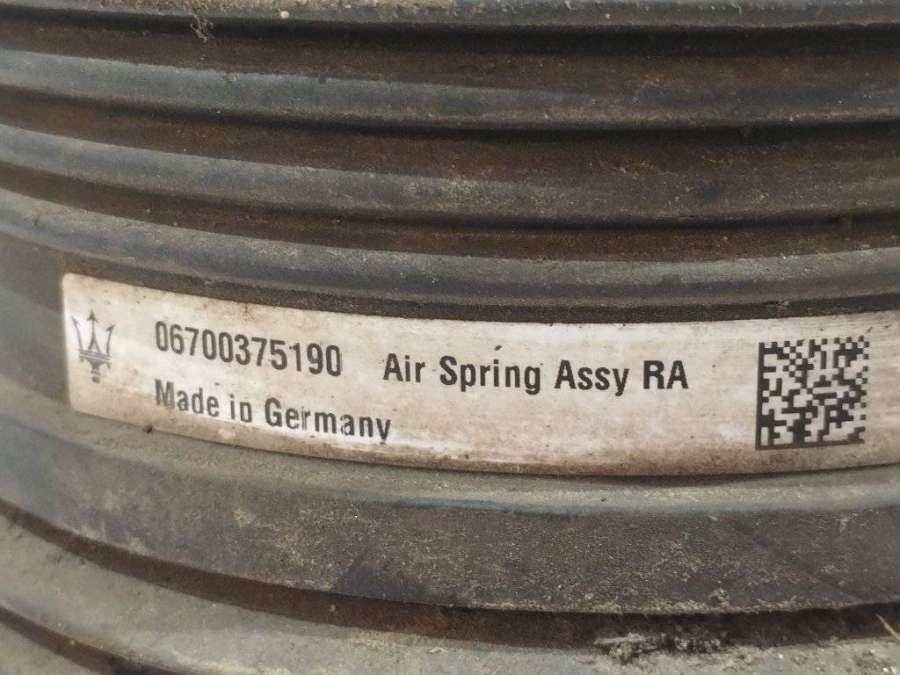 06700375190 Air Spring Assy RA
Made in Germany